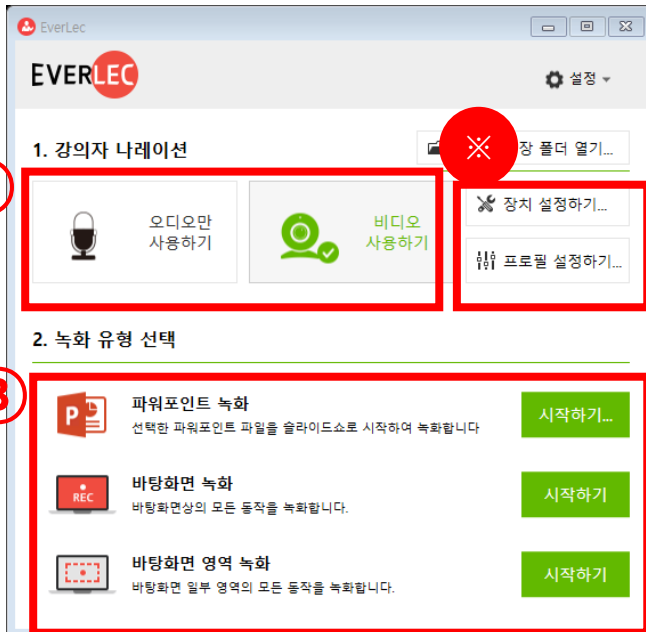 EverLec
EVERLEC
설정
1. 강의자 나레이션
※
장 폴더 열기...
오디오만
사용하기
비디오
사용하기
장치 설정하기...
프로필 설정하기...
2. 녹화 유형 선택
3
파워포인트 녹화
선택한 파워포인트 파일을 슬라이드쇼로 시작하여 녹화합니다
시작하기...
REC
바탕화면 녹화
바탕화면상의 모든 동작을 녹화합니다.
시작하기
바탕화면 영역 녹화
바탕화면 일부 영역의 모든 동작을 녹화합니다.
시작하기